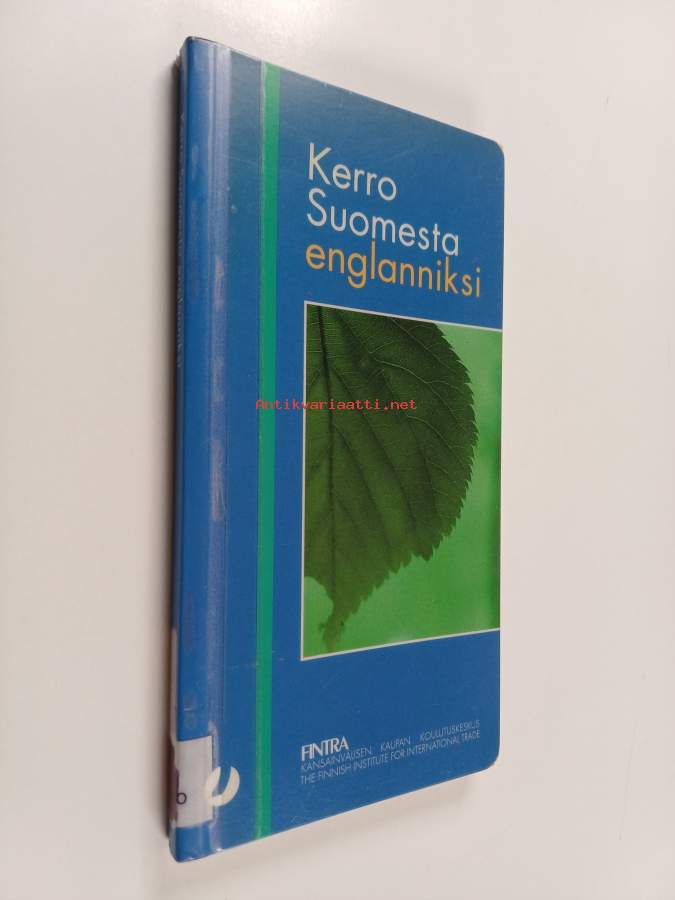 Kerro
Suomesta
englanniksi
Antikvariaatti.net
FINTRA
KANSAINVÄLISEN KAUPAN KOULUTUSKESKUS
THE FINNISH INSTITUTE FOR INTERNATIONAL TRADE